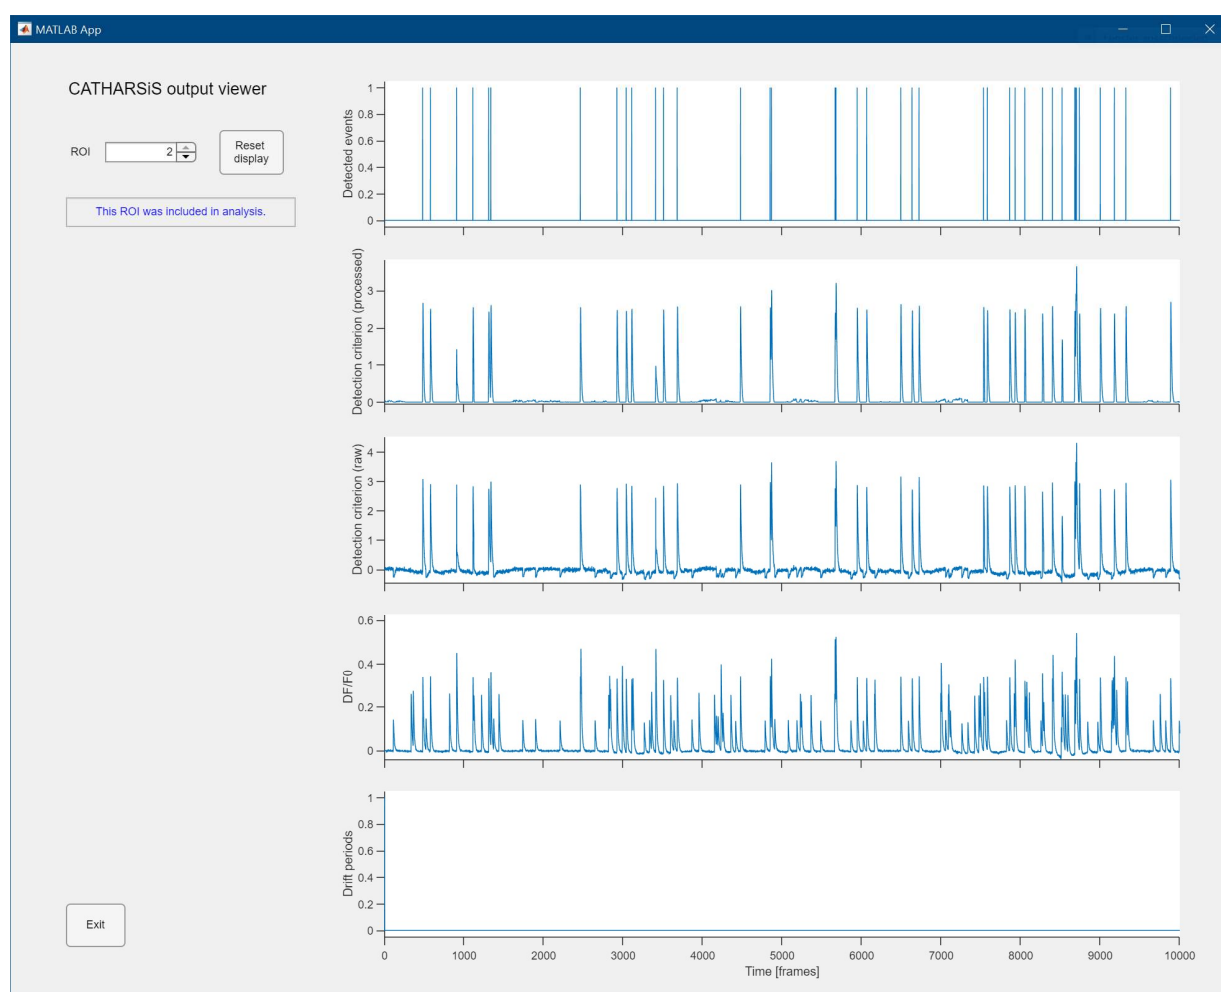 MATLAB App
CATHARSiS output viewer
ROI
2
Reset
display
This ROI was included in analysis.
Exit
Detected events
1
0.8
0.6
0.4
0.2
0
Detection criterion (processed)
3
2
1
0
Detection criterion (raw)
4
3
2
1
0
DF/F0
0.6
0.4
0.2
0
Drift periods
1
0.8
0.6
0.4
0.2
0
0 1000 2000 3000 4000 5000 6000 7000 8000 9000 10000
Time [frames]